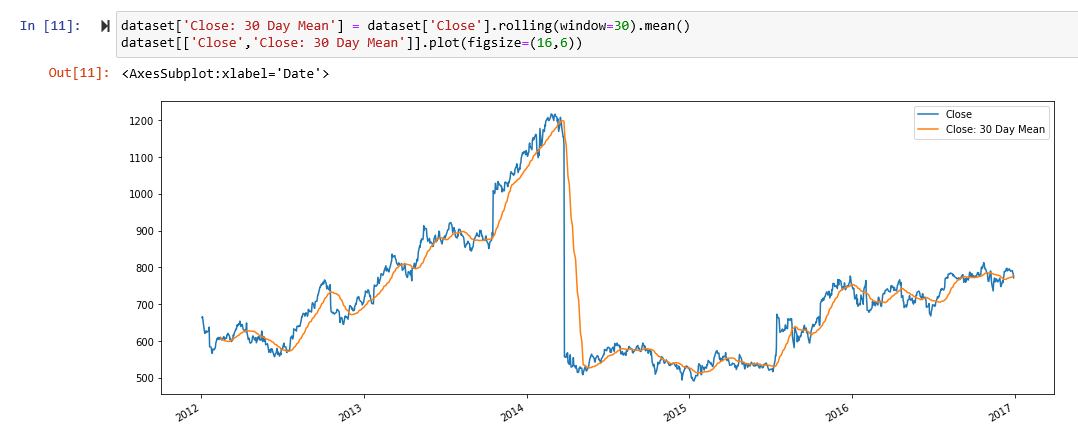 In [11]:
dataset['Close: 30 Day Mean'] = dataset['Close'].rolling(window=30).mean()
dataset[['Close','Close: 30 Day Mean']].plot(figsize=(16,6))
Out[11]: <AxesSubplot:xlabel='Date'>
Close
Close: 30 Day Mean
1200
1100
1000
900
800
700
600
500
2012 2013 2014 2015 2016 2017